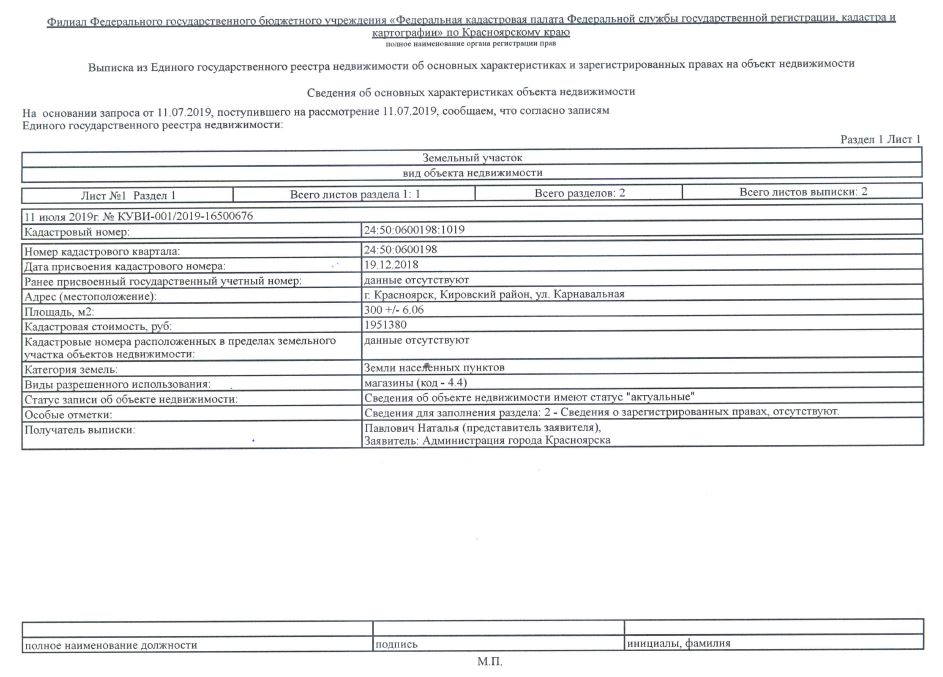 Филиал Федерального государственного бюджетного учреждения «Федеральная кадастровая палата Федеральной службы государственной регистрации, кадастра и
картографии» по Красноярскому краю
полное наименование органа регистрации прав
Выписка из Единого государственного реестра недвижимости об основных характеристиках и зарегистрированных правах на объект недвижимости
Сведения об основных характеристиках объекта недвижимости
На основании запроса от 11.07.2019, поступившего на рассмотрение 11.07.2019, сообщаем, что согласно записям
Единого государственного реестра недвижимости:
Раздел 1 Лист 1
Земельный участок
вид объекта недвижимости
Лист №1 Раздел 1 Всего листов раздела 1: 1 Всего разделов: 2 Всего листов выписки: 2
11 июля 2019г. № КУВИ-001/2019-16500676
Кадастровый номер: 24:50:0600198:1019
Номер кадастрового квартала: 24:50:0600198
Дата присвоения кадастрового номера: 19.12.2018
Ранее присвоенный государственный учетный номер: данные отсутствуют
Адрес (местоположение): г. Красноярск, Кировский район, ул. Карнавальная
Площадь, м2: 300 +/- 6.06
Кадастровая стоимость, руб: 1951380
Кадастровые номера расположенных в пределах земельного данные отсутствуют
участка объектов недвижимости:
Категория земель: Земли населенных пунктов
Виды разрешенного использования: магазины (код - 4.4)
Статус записи об объекте недвижимости: Сведения об объекте недвижимости имеют статус "актуальные"
Особые отметки: Сведения для заполнения раздела: 2 - Сведения о зарегистрированных правах, отсутствуют.
Получатель выписки: Павлович Наталья (представитель заявителя),
Заявитель: Администрация города Красноярска
полное наименование должности подпись инициалы, фамилия
М.П.